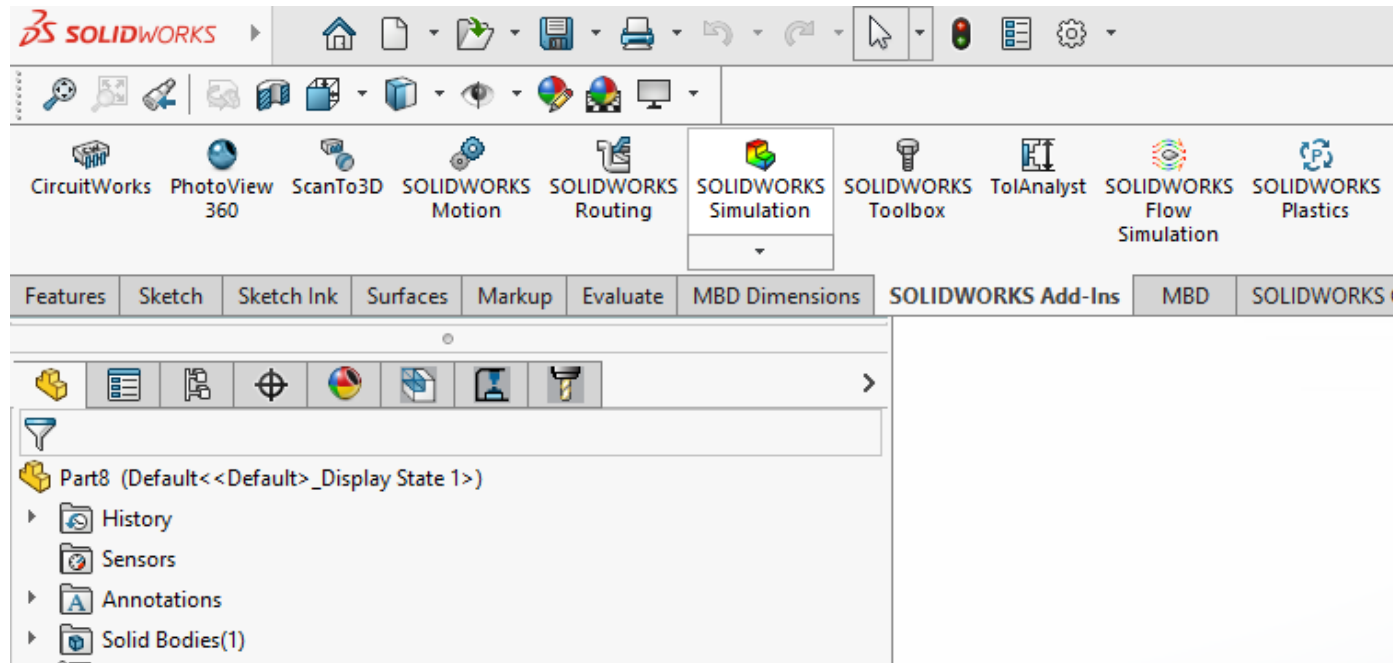 SOLIDWORKS
CircuitWorks PhotoView 360 ScanTo3D SOLIDWORKS Motion SOLIDWORKS Routing SOLIDWORKS Simulation SOLIDWORKS Toolbox TolAnalyst SOLIDWORKS Flow Simulation SOLIDWORKS Plastics
Features Sketch Sketch Ink Surfaces Markup Evaluate MBD Dimensions SOLIDWORKS Add-Ins MBD SOLIDWORKS
Part8 (Default<<Default>_Display State 1>)
History
Sensors
Annotations
Solid Bodies(1)